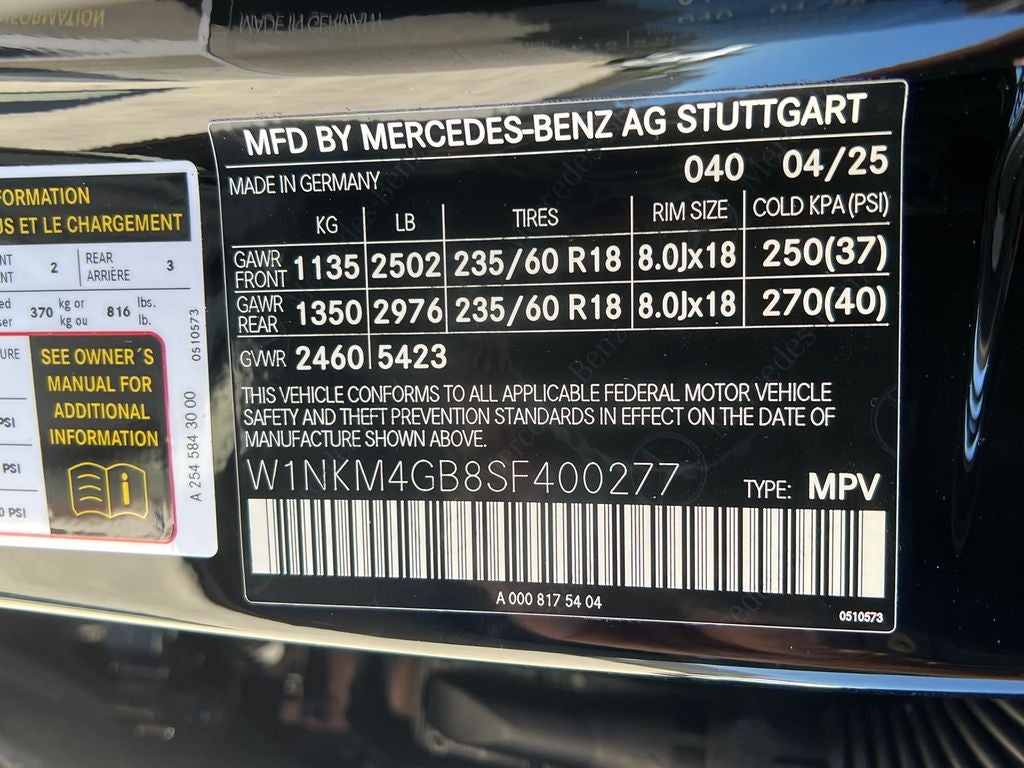 MADE IN GERMANY
MFD BY MERCEDES-BENZ AG STUTTGART
040 04/25
MADE IN GERMANY
KG LB TIRES RIM SIZE COLD KPA (PSI)
GAWR FRONT 1135 2502 235/60 R18 8.0Jx18 250(37)
GAWR REAR 1350 2976 235/60 R18 8.0Jx18 270(40)
GVWR 2460 5423
THIS VEHICLE CONFORMS TO ALL APPLICABLE FEDERAL MOTOR VEHICLE
SAFETY AND THEFT PREVENTION STANDARDS IN EFFECT ON THE DATE OF
MANUFACTURE SHOWN ABOVE.
W1NKM4GB8SF400277 TYPE: MPV
A 000 817 54 04
0510573
ET LE CHARGEMENT
2 REAR ARRIÈRE 3
370 kg or kg ou 816 lbs. lb.
SEE OWNER´S
MANUAL FOR
ADDITIONAL
INFORMATION
PSI
PSI
PSI
0510573
A 254 584 30 00